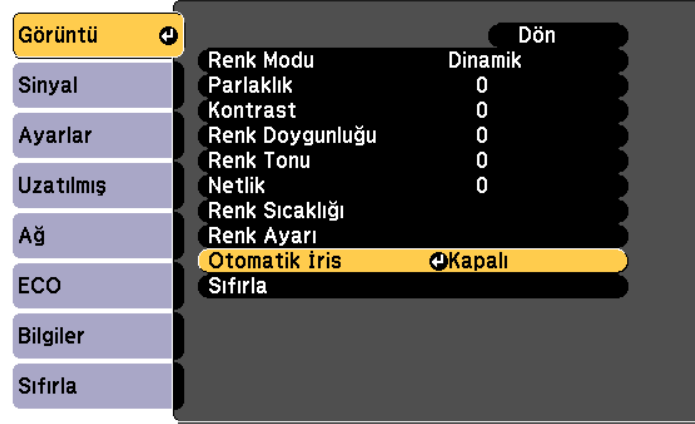 Görüntü
Sinyal
Ayarlar
Uzatılmış
Ağ
ECO
Bilgiler
Sıfırla
Dön
Renk Modu Dinamik
Parlaklık 0
Kontrast 0
Renk Doygunluğu 0
Renk Tonu 0
Netlik 0
Renk Sıcaklığı
Renk Ayarı
Otomatik İris Kapalı
Sıfırla